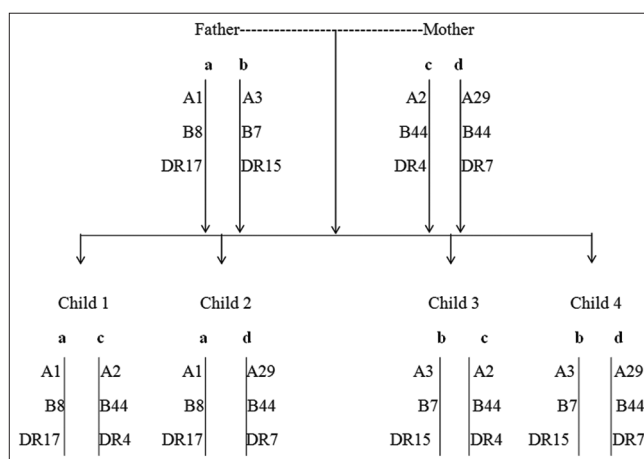 Father-----------------------------------Mother
a b c d
A1 A3 A2 A29
B8 B7 B44 B44
DR17 DR15 DR4 DR7
Child 1 Child 2 Child 3 Child 4
a c a d b c b d
A1 A2 A1 A29 A3 A2 A3 A29
B8 B44 B8 B44 B7 B44 B7 B44
DR17 DR4 DR17 DR7 DR15 DR4 DR15 DR7